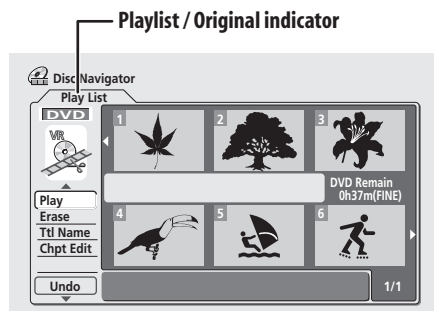 Playlist / Original indicator
Disc Navigator
Play List
DVD
VR
1
2
3
DVD Remain
0h37m(FINE)
Play
Erase
Ttl Name
Chpt Edit
4
5
6
Undo
1/1